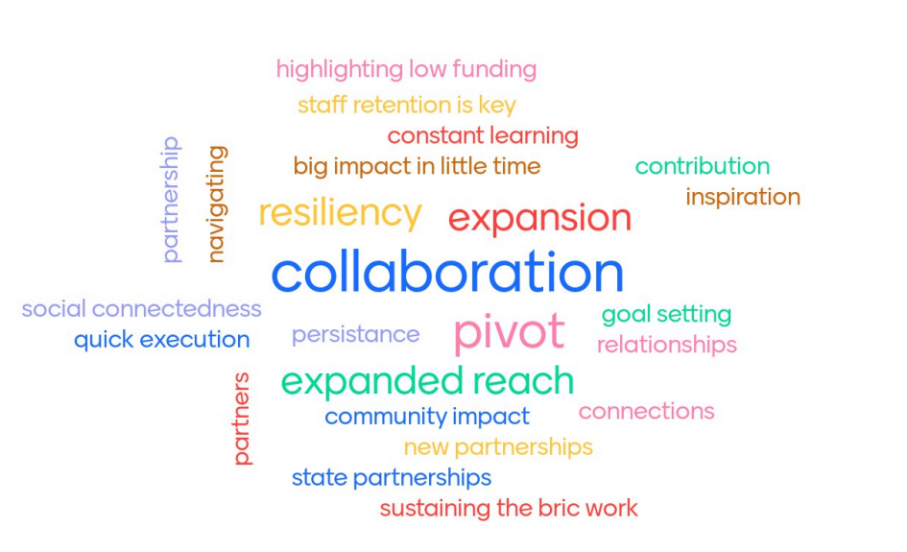 highlighting low funding
staff retention is key
constant learning
big impact in little time
contribution
partnership
navigating
inspiration
resiliency
expansion
collaboration
social connectedness
goal setting
quick execution
persistance
pivot
relationships
expanded reach
partners
community impact
connections
new partnerships
state partnerships
sustaining the bric work